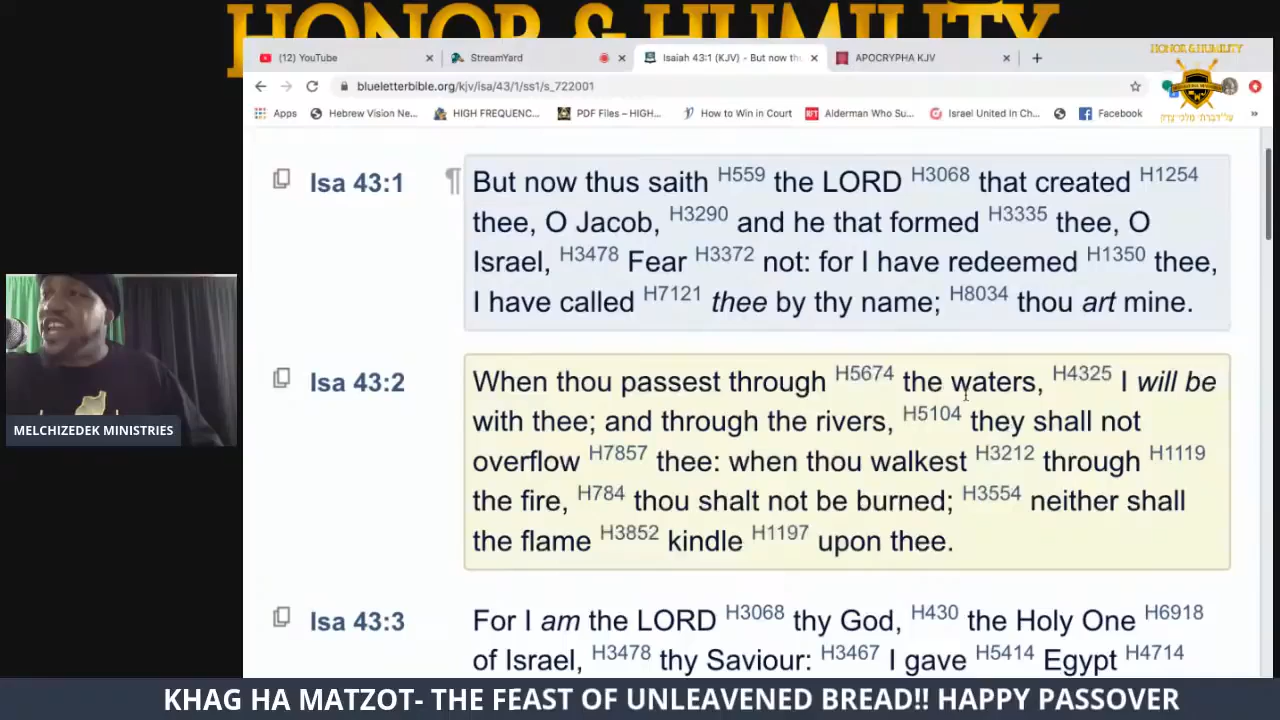 HONOR & HUMILITY
(12) YouTube
StreamYard
Isaiah 43:1 (KJV) - But now th
APOCRYPHA KJV
HONOR & HUMILITY
blueletterbible.org/kjv/Isa/43/1/ss1/s_722001
Apps
Hebrew Vision Ne...
HIGH FREQUENC...
PDF Files – HIGH...
How to Win in Court
Alderman Who Su...
Israel United In Ch...
Facebook
»
על־דברתי מלכי־צדק
Isa 43:1
¶ But now thus saith H559 the LORD H3068 that created H1254
thee, O Jacob, H3290 and he that formed H3335 thee, O
Israel, H3478 Fear H3372 not: for I have redeemed H1350 thee,
I have called H7121 thee by thy name; H8034 thou art mine.
Isa 43:2
When thou passest through H5674 the waters, H4325 I will be
with thee; and through the rivers, H5104 they shall not
overflow H7857 thee: when thou walkest H3212 through H1119
the fire, H784 thou shalt not be burned; H3554 neither shall
the flame H3852 kindle H1197 upon thee.
Isa 43:3
For I am the LORD H3068 thy God, H430 the Holy One H6918
of Israel, H3478 thy Saviour: H3467 I gave H5414 Egypt H4714
MELCHIZEDEK MINISTRIES
KHAG HA MATZOT- THE FEAST OF UNLEAVENED BREAD!! HAPPY PASSOVER